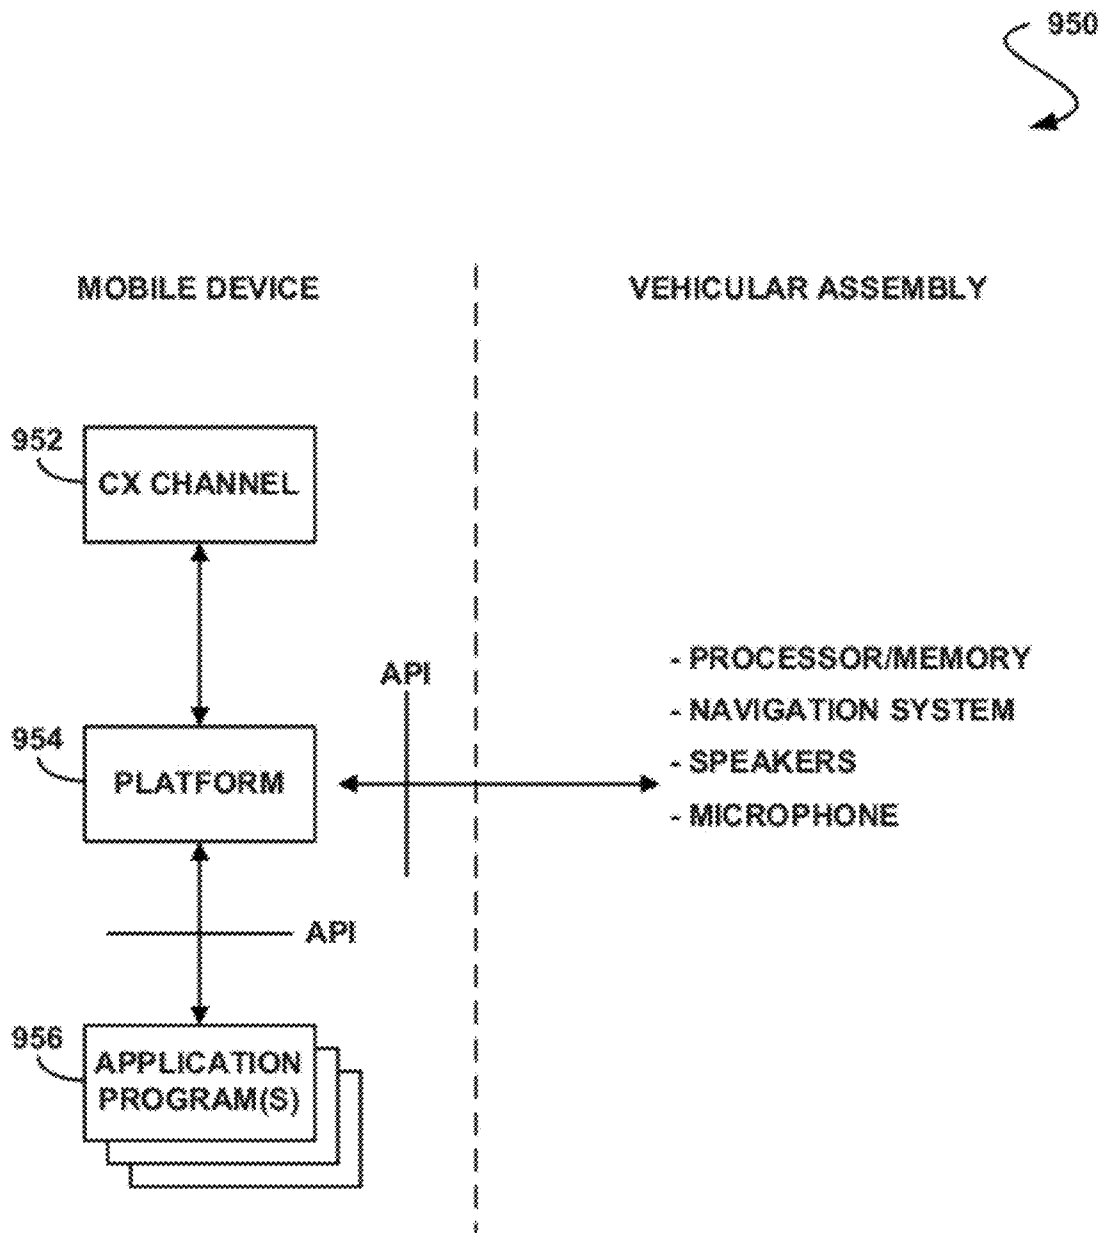 950
MOBILE DEVICE
VEHICULAR ASSEMBLY
952
CX CHANNEL
API
- PROCESSOR/MEMORY
- NAVIGATION SYSTEM
- SPEAKERS
- MICROPHONE
954
PLATFORM
API
956
APPLICATION
PROGRAM(S)